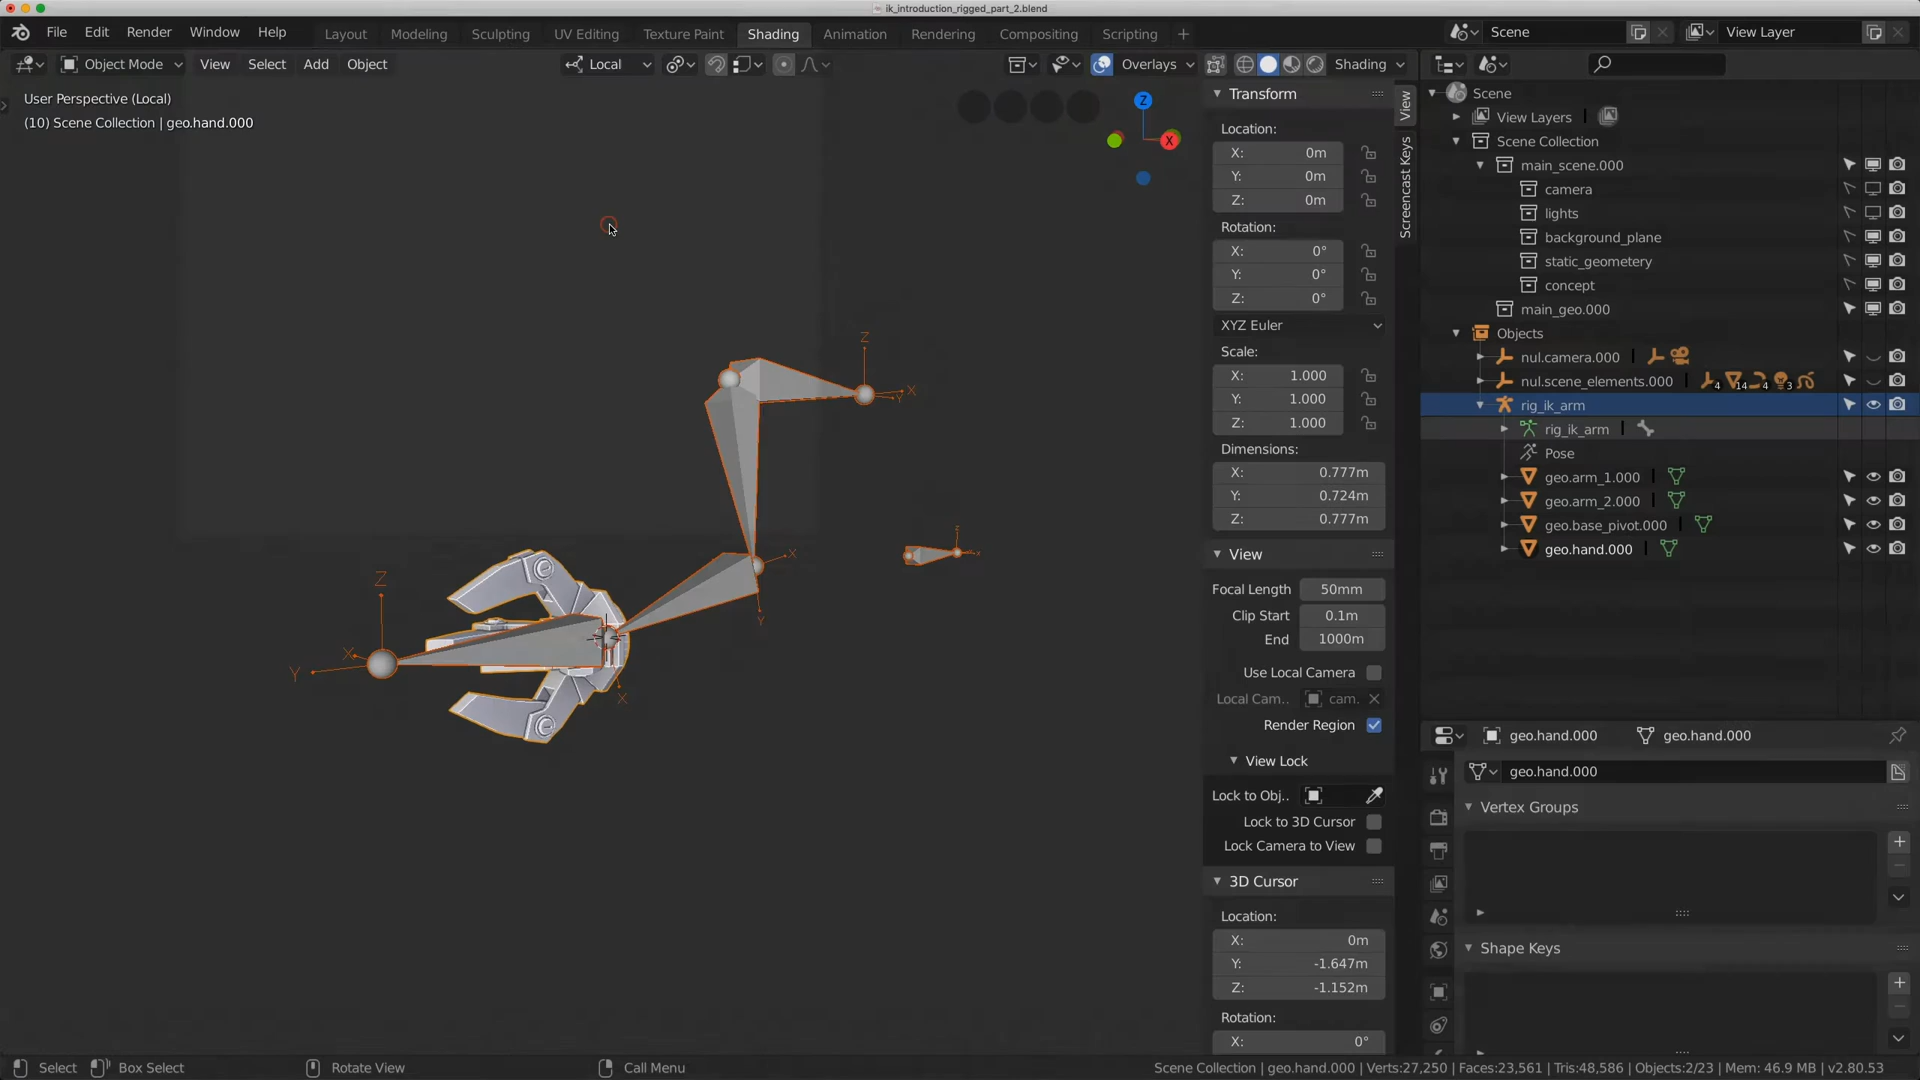 ik_introduction_rigged_part_2.blend
File Edit Render Window Help Layout Modeling Sculpting UV Editing Texture Paint Shading Animation Rendering Compositing Scripting + Scene View Layer
Object Mode View Select Add Object Local Overlays Shading
User Perspective (Local)
(10) Scene Collection | geo.hand.000
Z
X
Z
X
Y
X
Y
Z
X
Y
X
Z
X
View
Screencast Keys
Transform
Location:
X: 0m
Y: 0m
Z: 0m
Rotation:
X: 0°
Y: 0°
Z: 0°
XYZ Euler
Scale:
X: 1.000
Y: 1.000
Z: 1.000
Dimensions:
X: 0.777m
Y: 0.724m
Z: 0.777m
View
Focal Length 50mm
Clip Start 0.1m
End 1000m
Use Local Camera
Local Cam.. cam.
Render Region
View Lock
Lock to Obj..
Lock to 3D Cursor
Lock Camera to View
3D Cursor
Location:
X: 0m
Y: -1.647m
Z: -1.152m
Rotation:
X: 0°
Scene
View Layers
Scene Collection
main_scene.000
camera
lights
background_plane
static_geometery
concept
main_geo.000
Objects
nul.camera.000
nul.scene_elements.000 4 14 4 3
rig_ik_arm
rig_ik_arm
Pose
geo.arm_1.000
geo.arm_2.000
geo.base_pivot.000
geo.hand.000
geo.hand.000 geo.hand.000
geo.hand.000
Vertex Groups
Shape Keys
Select Box Select Rotate View Call Menu Scene Collection | geo.hand.000 | Verts:27,250 | Faces:23,561 | Tris:48,586 | Objects:2/23 | Mem: 46.9 MB | v2.80.53